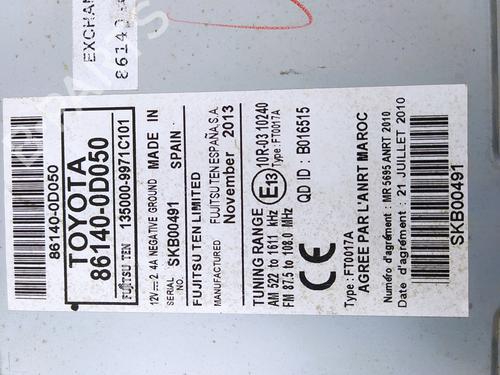 EXCHAN
86140-
86140-0D050
TOYOTA
86140-0D050
FUJITSU TEN 135000-9971C101
12V⎓ 2.4A NEGATIVE GROUND MADE IN
SERIAL NO. SKB00491 SPAIN
FUJITSU TEN LIMITED
MANUFACTURED FUJITSU TEN ESPAÑA S.A.
November 2013
TUNING RANGE
AM 522 to 1611 kHz
FM 87.5 to 108.0 MHz
E13
10R-03 10240
Type: FT0017A
QD ID : B016515
CE
Type : FT0017A
AGREE PAR L'ANRT MAROC
Numéro d'agrément : MR 5695 ANRT 2010
Date d'agrément : 21 JUILLET 2010
SKB00491